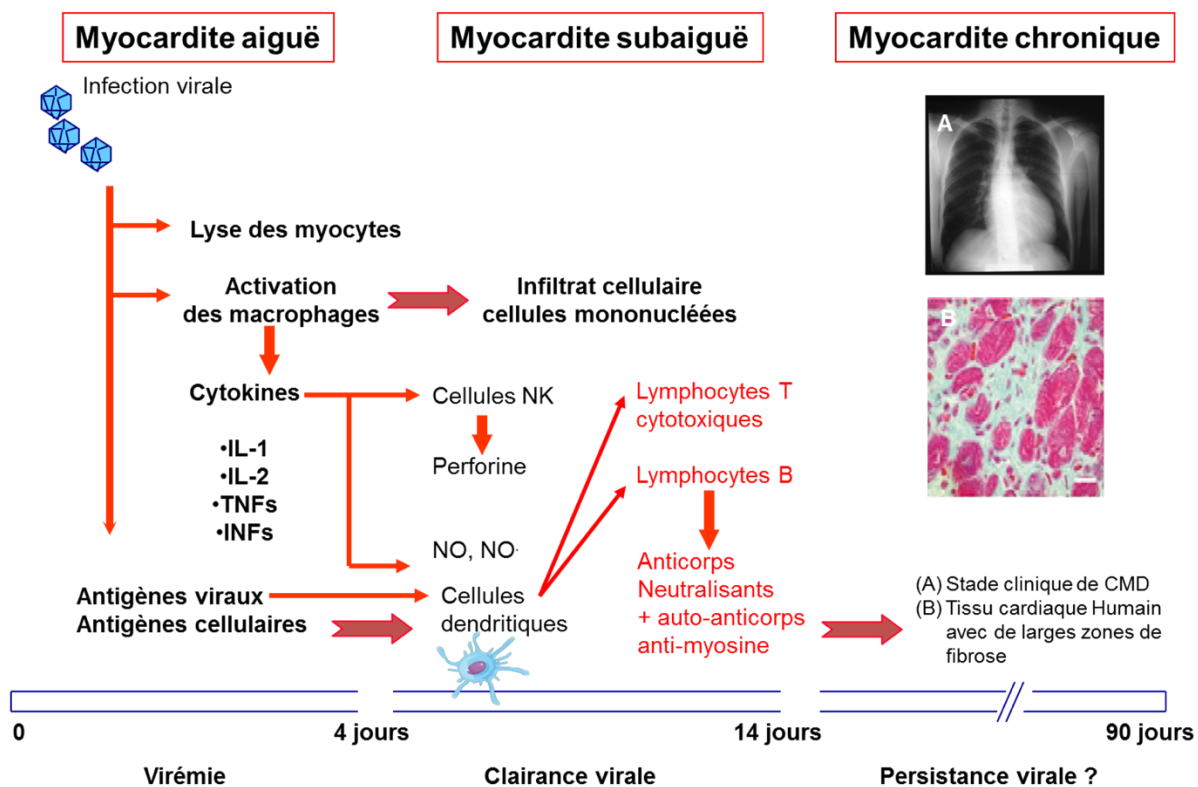 Myocardite aiguë
Myocardite subaiguë
Myocardite chronique
Infection virale
A
Lyse des myocytes
Activation
des macrophages
Infiltrat cellulaire
cellules mononucléées
B
Cytokines
•IL-1
•IL-2
•TNFs
•INFs
Cellules NK
Perforine
NO, NO·
Lymphocytes T
cytotoxiques
Lymphocytes B
Anticorps
Neutralisants
+ auto-anticorps
anti-myosine
Antigènes viraux
Antigènes cellulaires
Cellules
dendritiques
(A) Stade clinique de CMD
(B) Tissu cardiaque Humain
avec de larges zones de
fibrose
0
4 jours
14 jours
90 jours
Virémie
Clairance virale
Persistance virale ?